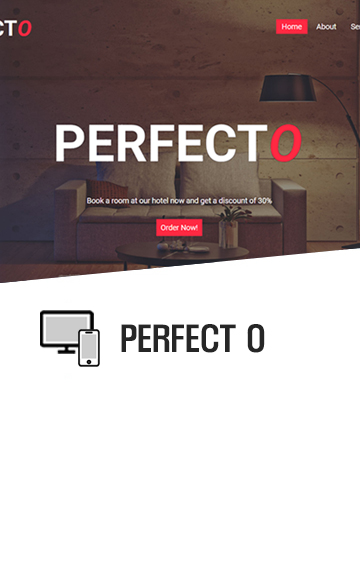 CTO
Home About Se
PERFECTO
Book a room at our hotel now and get a discount of 30%
Order Now!
PERFECT O